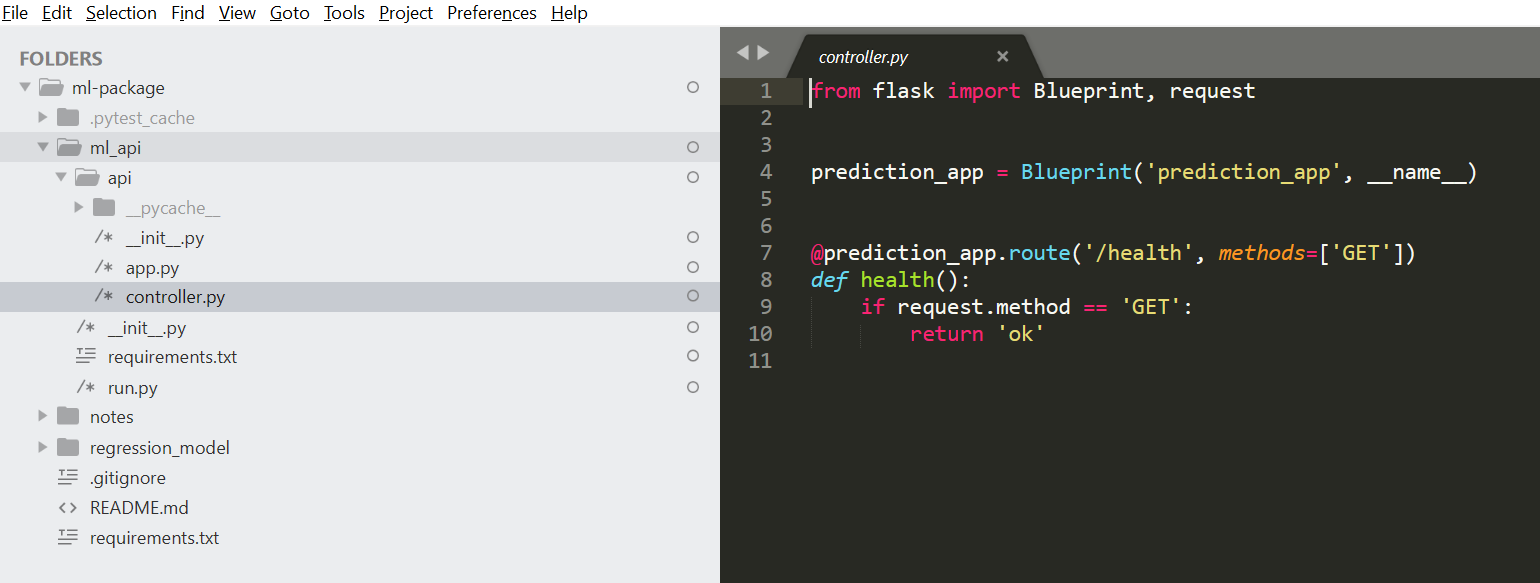 File Edit Selection Find View Goto Tools Project Preferences Help
FOLDERS
ml-package
.pytest_cache
ml_api
api
__pycache__
__init__.py
app.py
controller.py
__init__.py
requirements.txt
run.py
notes
regression_model
.gitignore
README.md
requirements.txt
controller.py
1 from flask import Blueprint, request
2
3
4 prediction_app = Blueprint('prediction_app', __name__)
5
6
7 @prediction_app.route('/health', methods=['GET'])
8 def health():
9     if request.method == 'GET':
10         return 'ok'
11